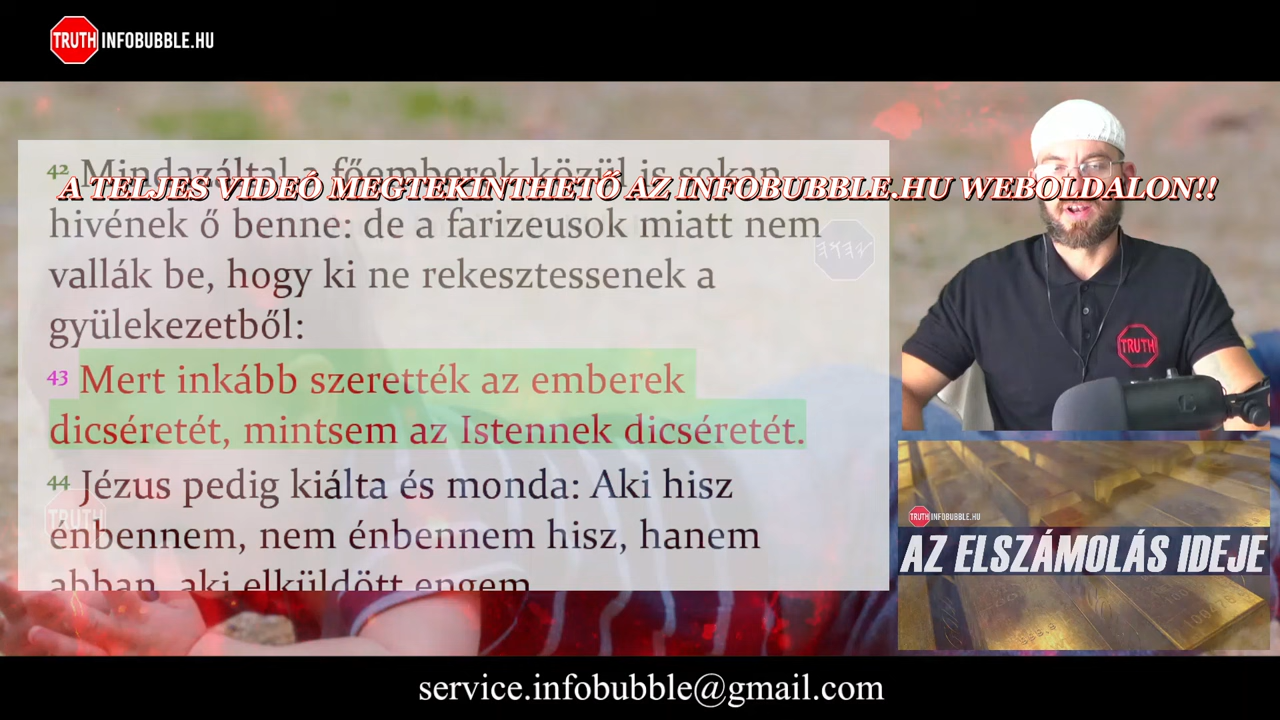 TRUTH INFOBUBBLE.HU
42 Mindazáltal a főemberek közül is sokan
A TELJES VIDEÓ MEGTEKINTHETŐ AZ INFOBUBBLE.HU WEBOLDALON!!
hivének ő benne: de a farizeusok miatt nem
vallák be, hogy ki ne rekesztessenek a
gyülekezetből:
43 Mert inkább szerették az emberek
dicséretét, mintsem az Istennek dicséretét.
44 Jézus pedig kiálta és monda: Aki hisz
énbennem, nem énbennem hisz, hanem
abban, aki elküldött engem.
TRUTH
TRUTH
TRUTH INFOBUBBLE.HU
AZ ELSZÁMOLÁS IDEJE
service.infobubble@gmail.com